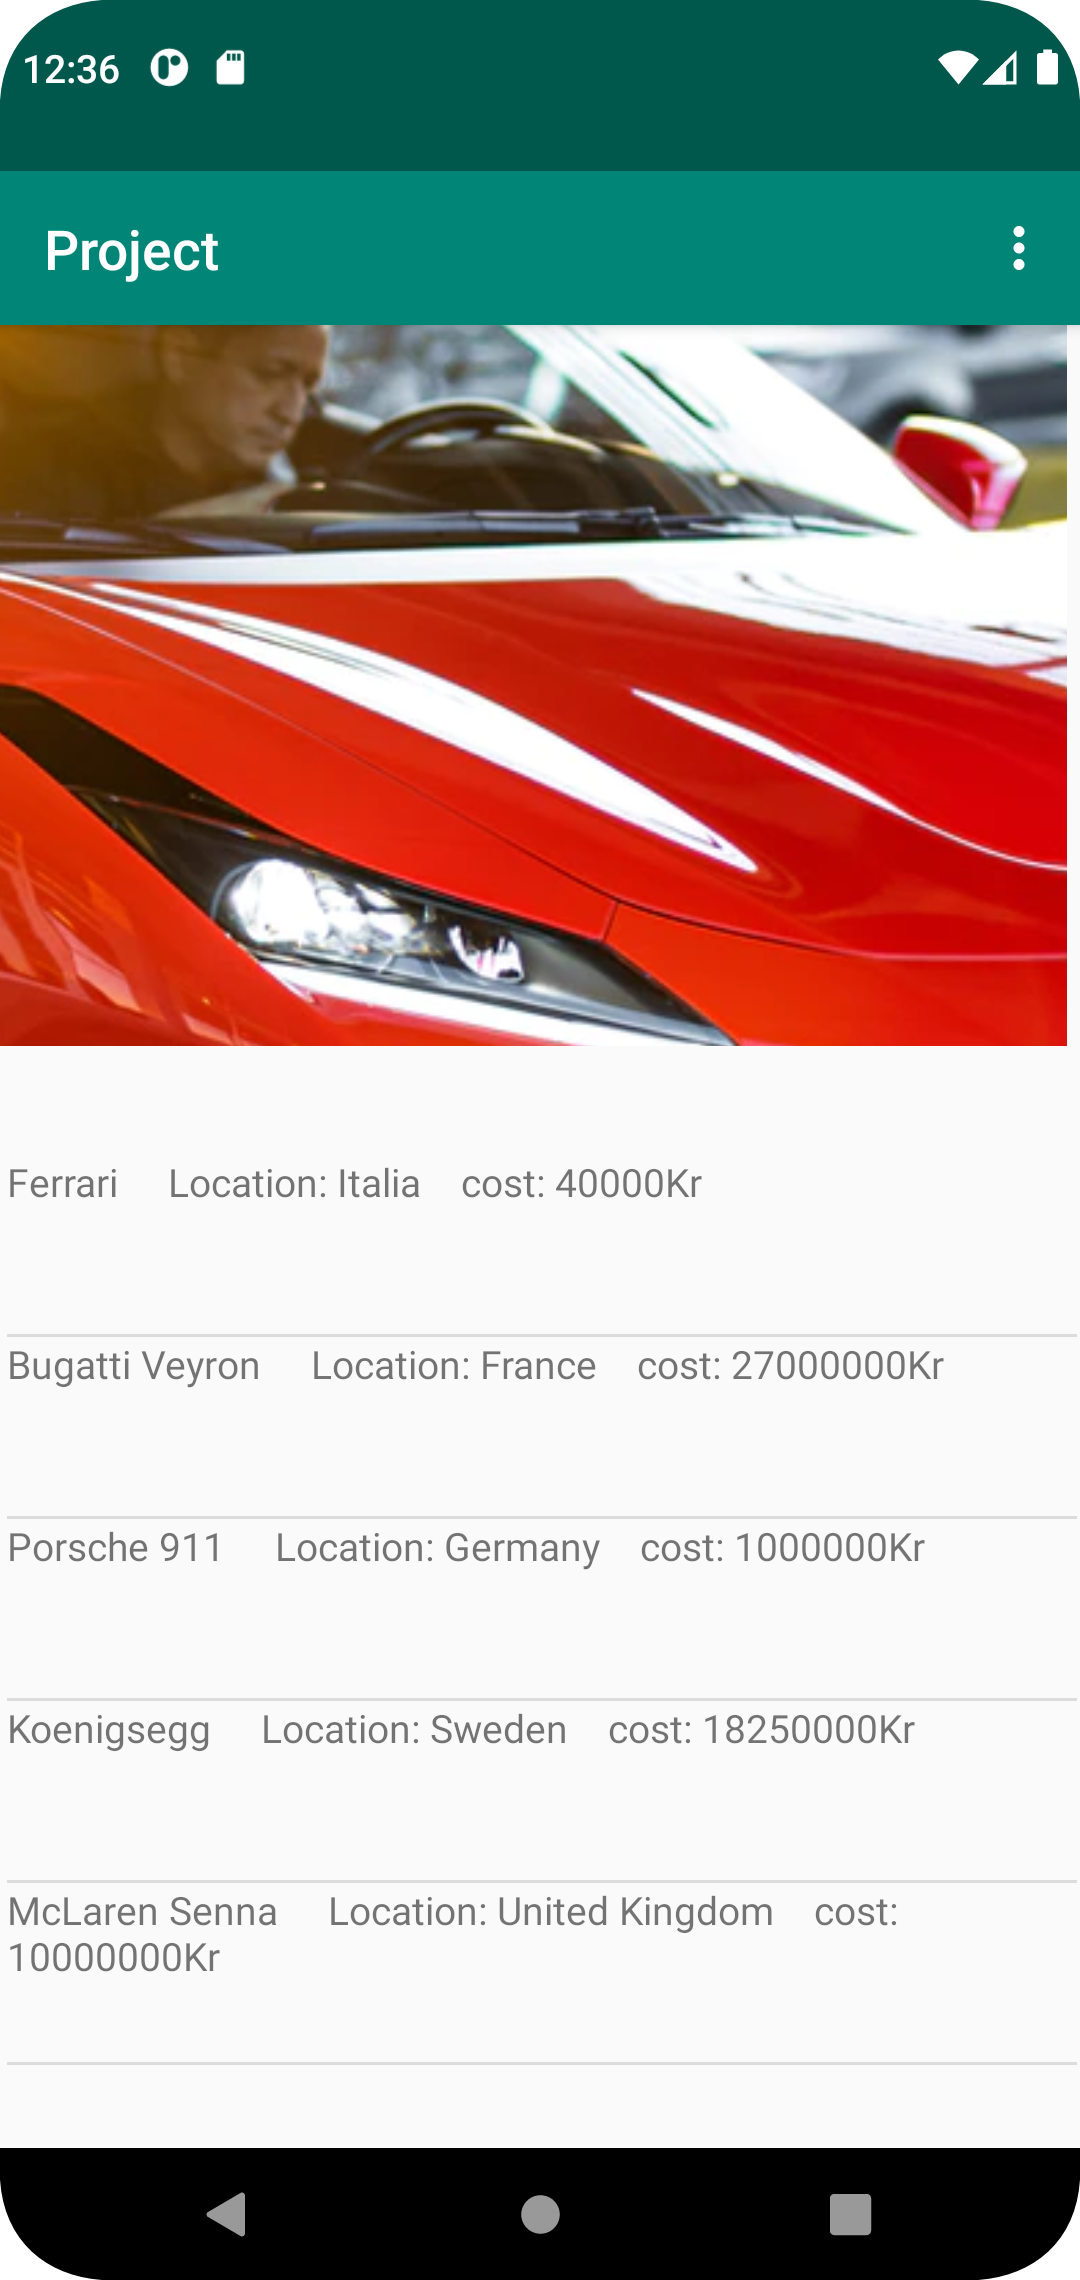 12:36
Project
Ferrari     Location: Italia    cost: 40000Kr
Bugatti Veyron     Location: France    cost: 27000000Kr
Porsche 911     Location: Germany    cost: 1000000Kr
Koenigsegg     Location: Sweden    cost: 18250000Kr
McLaren Senna     Location: United Kingdom    cost:
10000000Kr